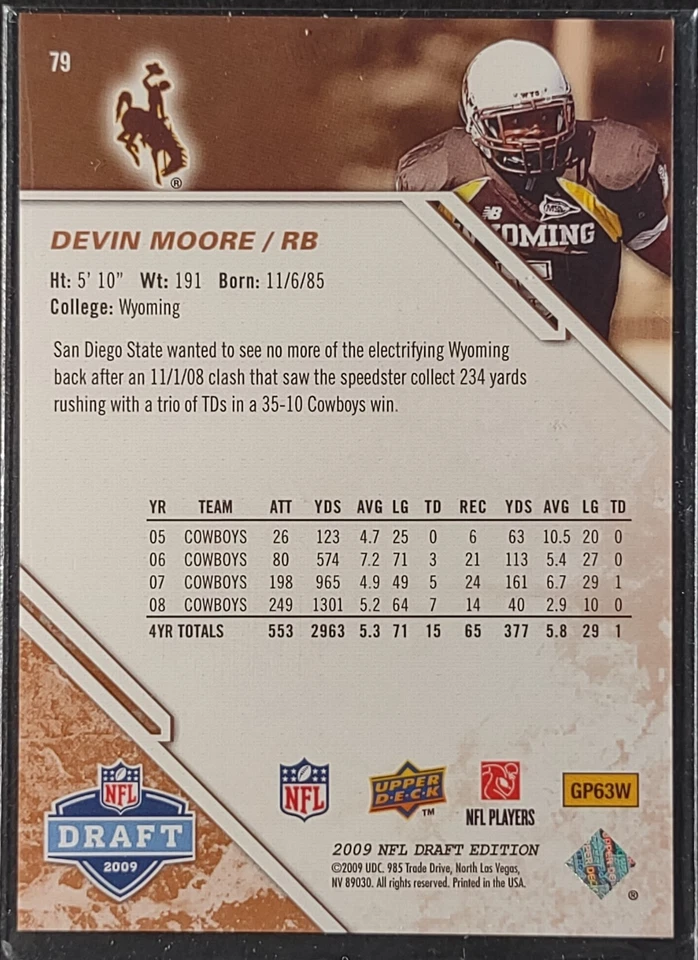 79
®
WYO
NB
MWC
WYOMING
DEVIN MOORE / RB
Ht: 5' 10" Wt: 191 Born: 11/6/85
College: Wyoming
San Diego State wanted to see no more of the electrifying Wyoming
back after an 11/1/08 clash that saw the speedster collect 234 yards
rushing with a trio of TDs in a 35-10 Cowboys win.
YR TEAM ATT YDS AVG LG TD REC YDS AVG LG TD
05 COWBOYS 26 123 4.7 25 0 6 63 10.5 20 0
06 COWBOYS 80 574 7.2 71 3 21 113 5.4 27 0
07 COWBOYS 198 965 4.9 49 5 24 161 6.7 29 1
08 COWBOYS 249 1301 5.2 64 7 14 40 2.9 10 0
4YR TOTALS 553 2963 5.3 71 15 65 377 5.8 29 1
NFL
DRAFT
2009
NFL
UPPER
D·E·C·K
TM
NFL PLAYERS
GP63W
2009 NFL DRAFT EDITION
©2009 UDC. 985 Trade Drive, North Las Vegas,
NV 89030. All rights reserved. Printed in the USA.
®